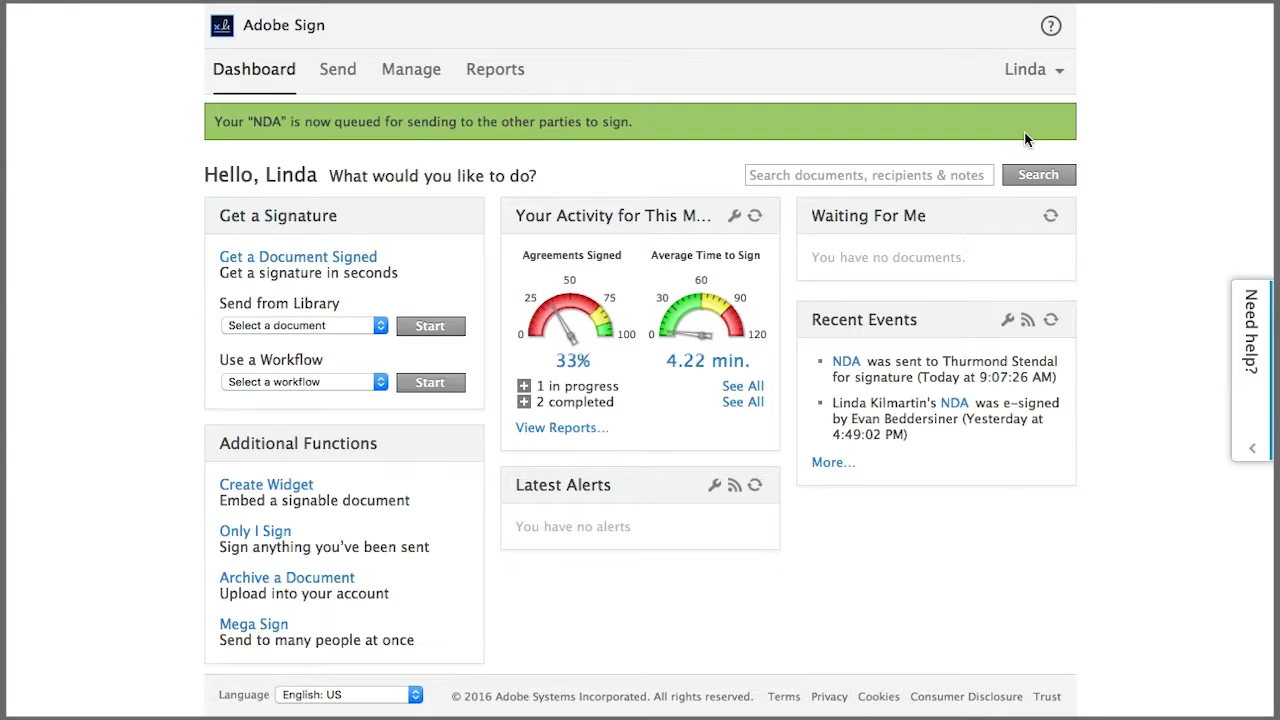 Adobe Sign
?
Dashboard Send Manage Reports
Linda
Your “NDA” is now queued for sending to the other parties to sign.
Hello, Linda What would you like to do?
Search documents, recipients & notes
Search
Get a Signature
Get a Document Signed
Get a signature in seconds
Send from Library
Select a document
Start
Use a Workflow
Select a workflow
Start
Additional Functions
Create Widget
Embed a signable document
Only I Sign
Sign anything you’ve been sent
Archive a Document
Upload into your account
Mega Sign
Send to many people at once
Your Activity for This M...
Agreements Signed
0 25 50 75 100
33%
Average Time to Sign
0 30 60 90 120
4.22 min.
1 in progress See All
2 completed See All
View Reports...
Latest Alerts
You have no alerts
Waiting For Me
You have no documents.
Recent Events
NDA was sent to Thurmond Stendal
for signature (Today at 9:07:26 AM)
Linda Kilmartin's NDA was e-signed
by Evan Beddersiner (Yesterday at
4:49:02 PM)
More...
Need help?
Language English: US
© 2016 Adobe Systems Incorporated. All rights reserved. Terms Privacy Cookies Consumer Disclosure Trust